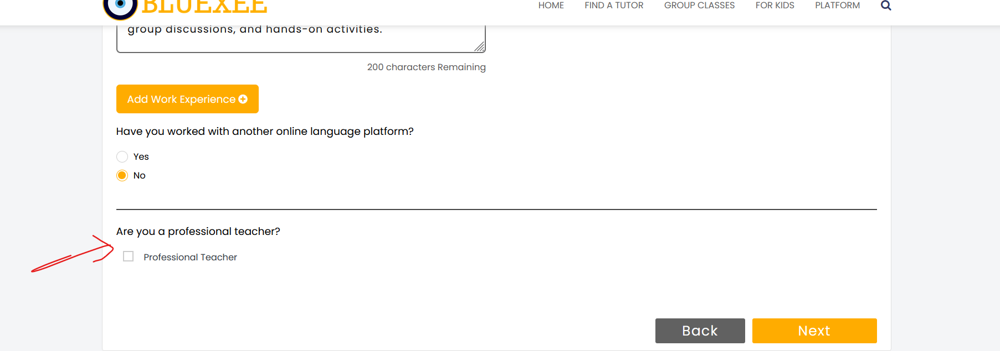 BLUEXEE
HOME FIND A TUTOR GROUP CLASSES FOR KIDS PLATFORM
group discussions, and hands-on activities.
200 characters Remaining
Add Work Experience
Have you worked with another online language platform?
Yes
No
Are you a professional teacher?
Professional Teacher
Back Next